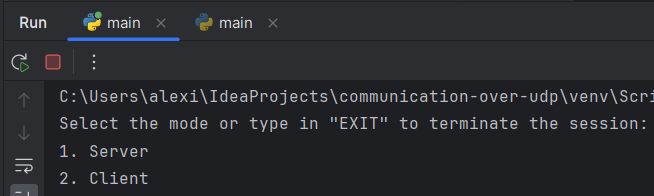 Run main main
C:\Users\alexi\IdeaProjects\communication-over-udp\venv\Scri
Select the mode or type in "EXIT" to terminate the session:
1. Server
2. Client